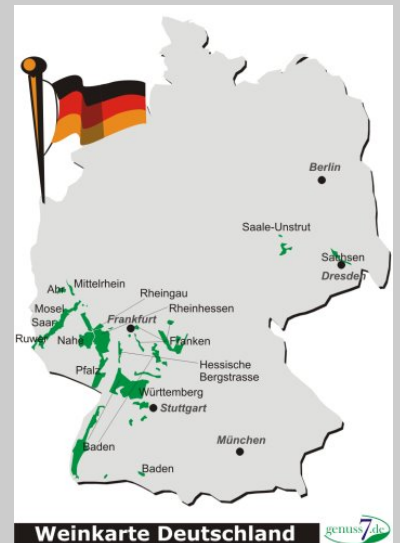 Berlin
Saale-Unstrut
Sachsen
Dresden
Ahr
Mittelrhein
Rheingau
Mosel
Rheinhessen
Saar
Frankfurt
Ruwer
Nahe
Franken
Hessische
Bergstrasse
Pfalz
Württemberg
Stuttgart
Baden
München
Baden
Weinkarte Deutschland
genuss7.de